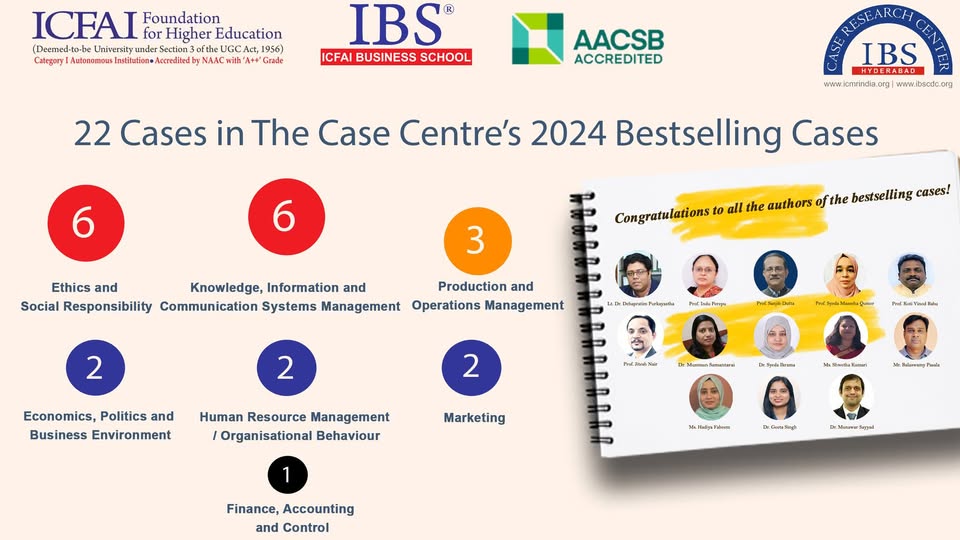 ICFAI Foundation
for Higher Education
(Deemed-to-be University under Section 3 of the UGC Act, 1956)
Category I Autonomous Institution • Accredited by NAAC with 'A++' Grade
IBS®
ICFAI BUSINESS SCHOOL
AACSB
ACCREDITED
CASE RESEARCH CENTER
IBS
HYDERABAD
www.icmrindia.org | www.ibscdc.org
22 Cases in The Case Centre's 2024 Bestselling Cases
6
Ethics and
Social Responsibility
6
Knowledge, Information and
Communication Systems Management
3
Production and
Operations Management
2
Economics, Politics and
Business Environment
2
Human Resource Management
/ Organisational Behaviour
2
Marketing
1
Finance, Accounting
and Control
Congratulations to all the authors of the bestselling cases!
Lt. Dr. Debapratim Purkayastha
Prof. Indu Perepu
Prof. Sanjib Dutta
Prof. Syeda Maseeha Qumer
Prof. Koti Vinod Babu
Prof. Jitesh Nair
Dr. Munmun Samantarai
Dr. Syeda Ikrama
Ms. Shwetha Kumari
Mr. Balaswamy Pasala
Ms. Hadiya Faheem
Dr. Geeta Singh
Dr. Munawar Sayyad